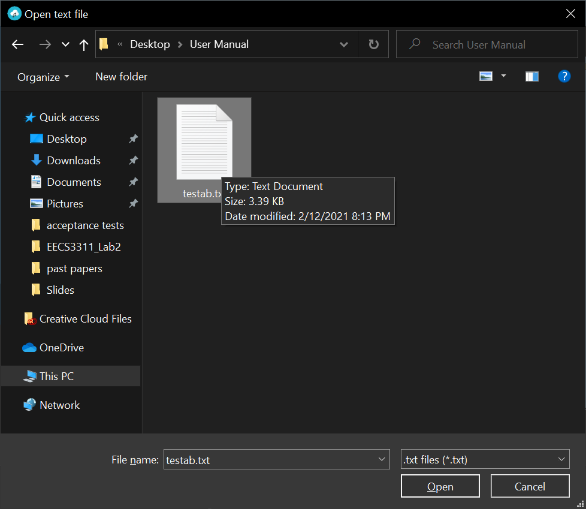 Open text file
« Desktop > User Manual
Search User Manual
Organize
New folder
Quick access
Desktop
Downloads
Documents
Pictures
acceptance tests
EECS3311_Lab2
past papers
Slides
Creative Cloud Files
OneDrive
This PC
Network
testab.tx
Type: Text Document
Size: 3.39 KB
Date modified: 2/12/2021 8:13 PM
File name: testab.txt
.txt files (*.txt)
Open
Cancel